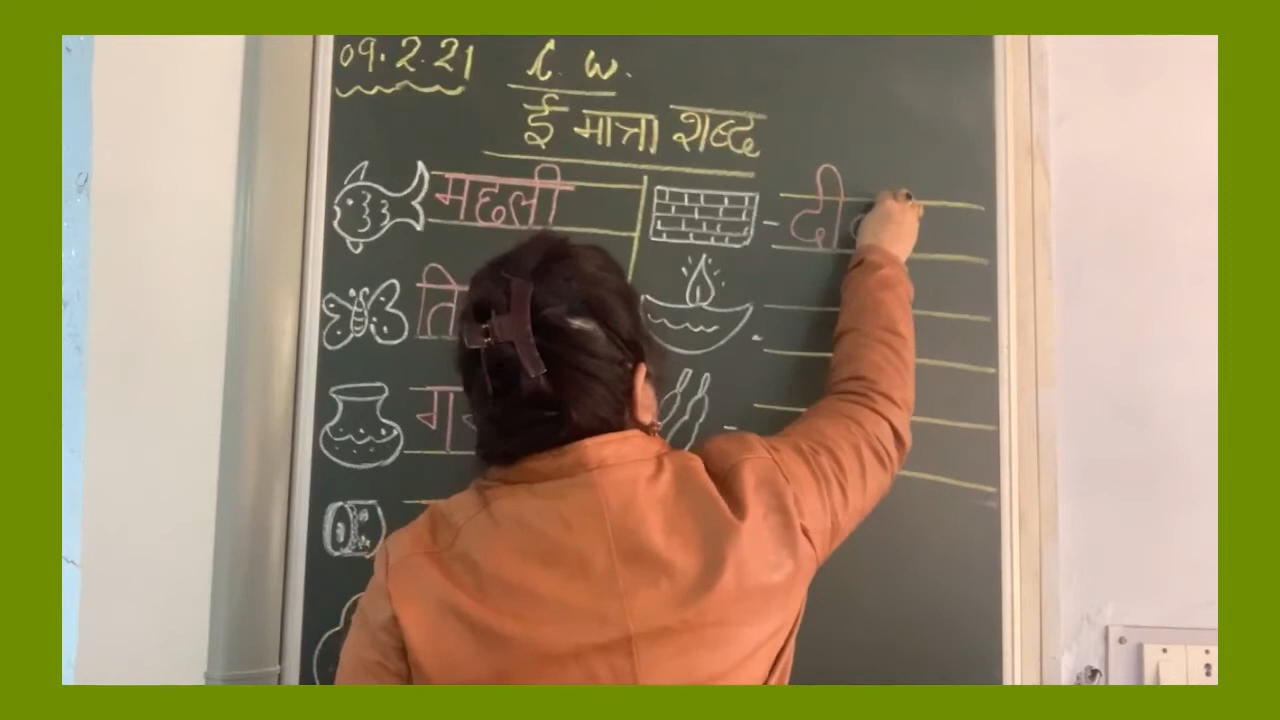 09.2.21 C.W.
ई मात्रा शब्द
मछली
दी
ति
ग